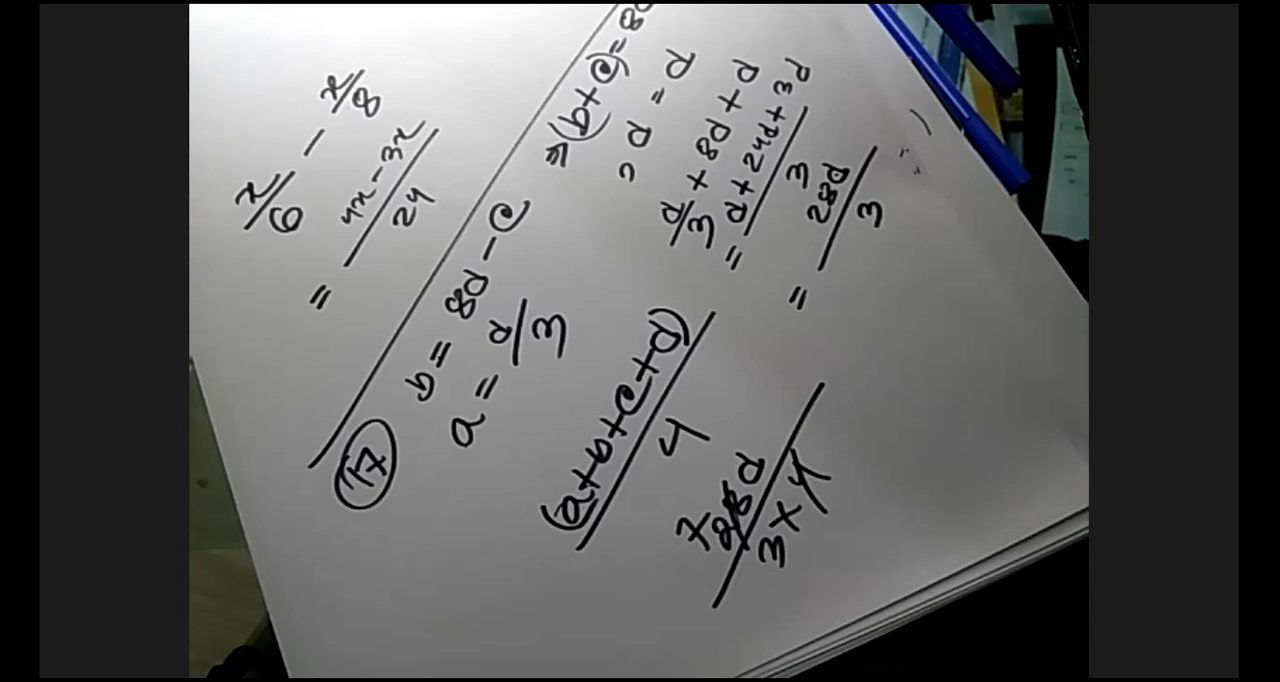 x/6 - x/8
= 4x - 3x / 24
17 b = 8d - c ⇒ (b+c) = 8d
a = d/3 , d = d
(a+b+c+d) / 4
d/3 + 8d + d
= d + 24d + 3d / 3
= 28d / 3
7 28d / 3 × 4